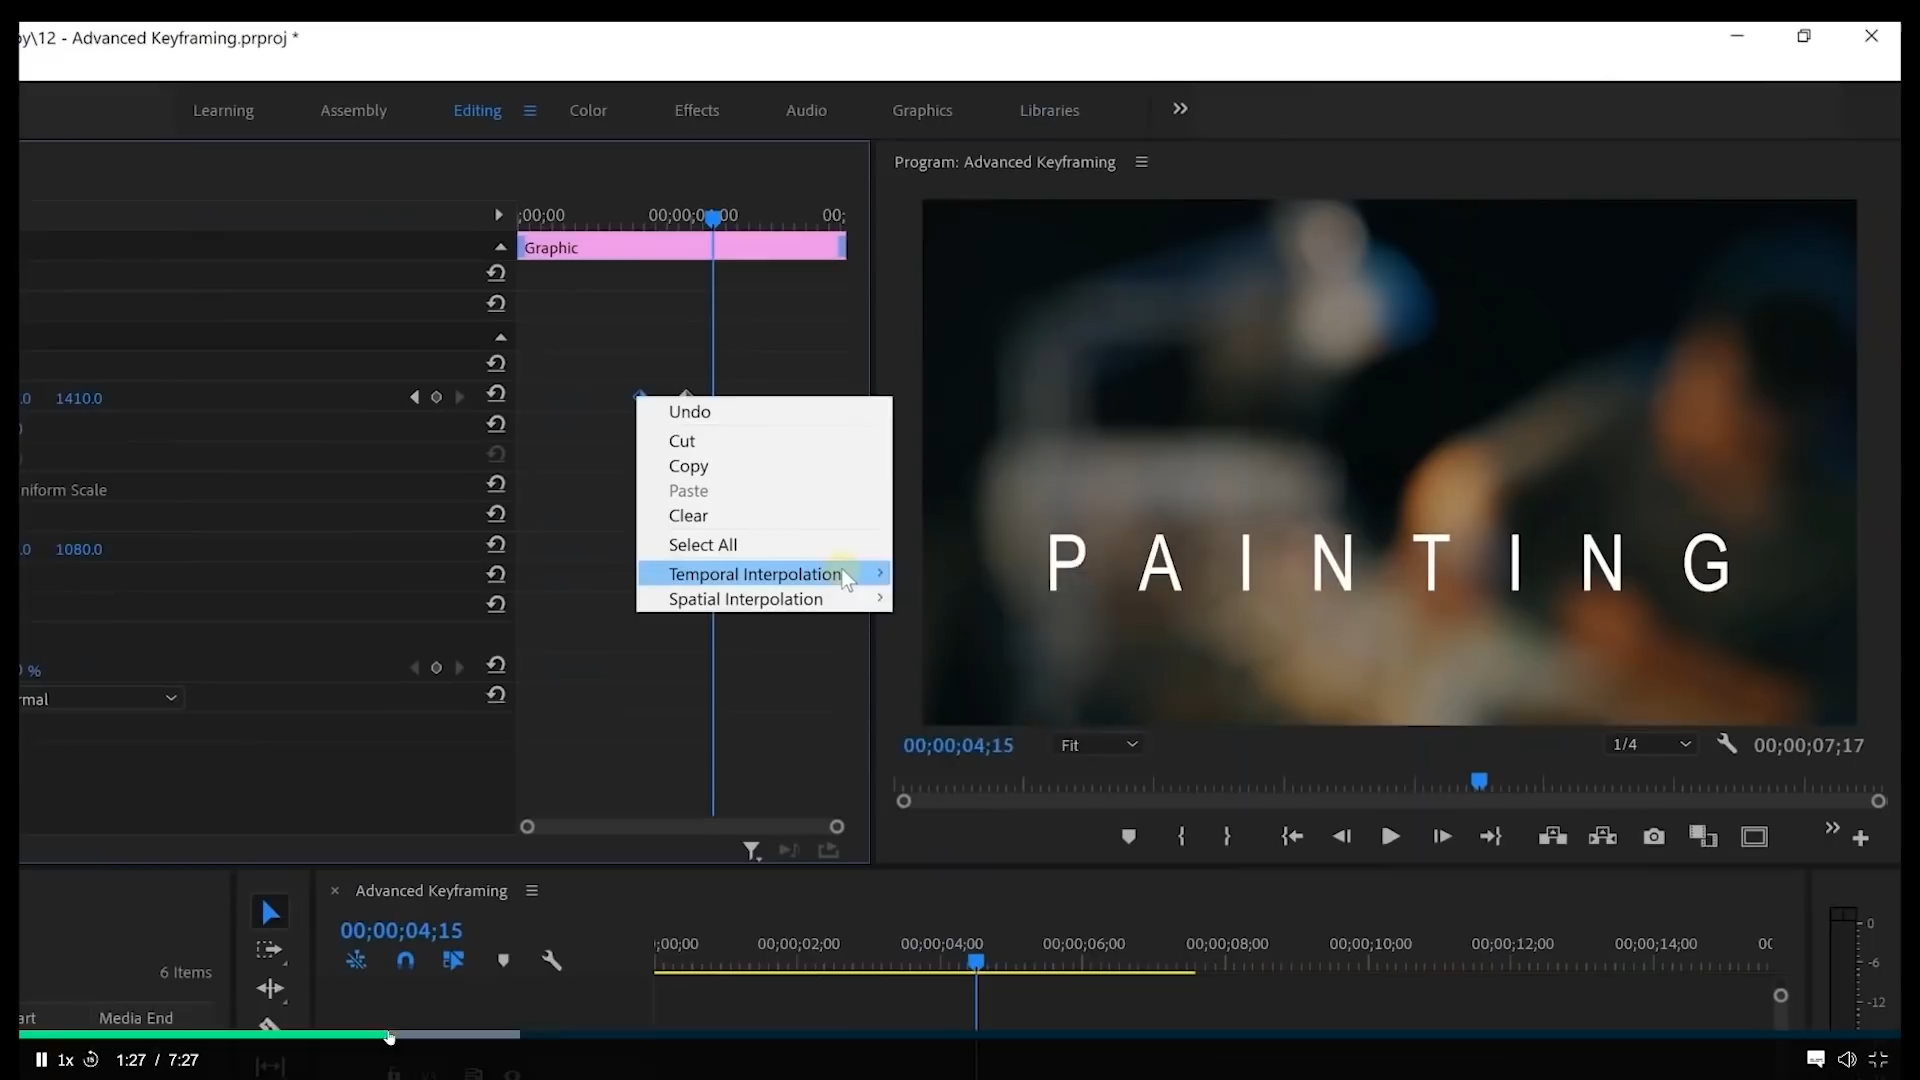 y\12 - Advanced Keyframing.prproj *
Learning Assembly Editing Color Effects Audio Graphics Libraries
Program: Advanced Keyframing
;00;00 00;
Graphic
.0 1410.0
Undo
Cut
Copy
Paste
Clear
Select All
Temporal Interpolation
Spatial Interpolation
niform Scale
.0 1080.0
%
rmal
PAINTING
00;00;04;15 Fit 1/4 00;00;07;17
Advanced Keyframing
00;00;04;15
;00;00 00;00;02;00 00;00;04;00 00;00;06;00 00;00;08;00 00;00;10;00 00;00;12;00 00;00;14;00 00
6 Items
art Media End
0
-6
-12
1x 15 1:27 / 7:27